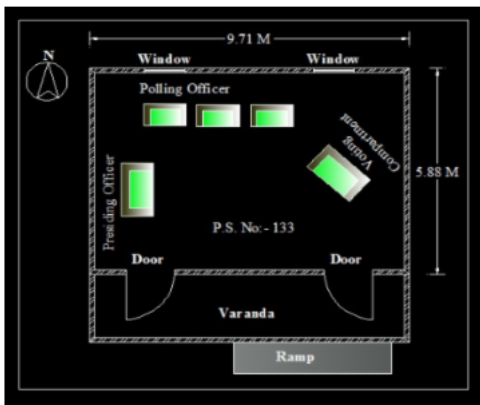 9.71 M
N
Window
Window
Polling Officer
Voting
Compartment
5.88 M
Presiding Officer
P.S. No:- 133
Door
Door
Varanda
Ramp